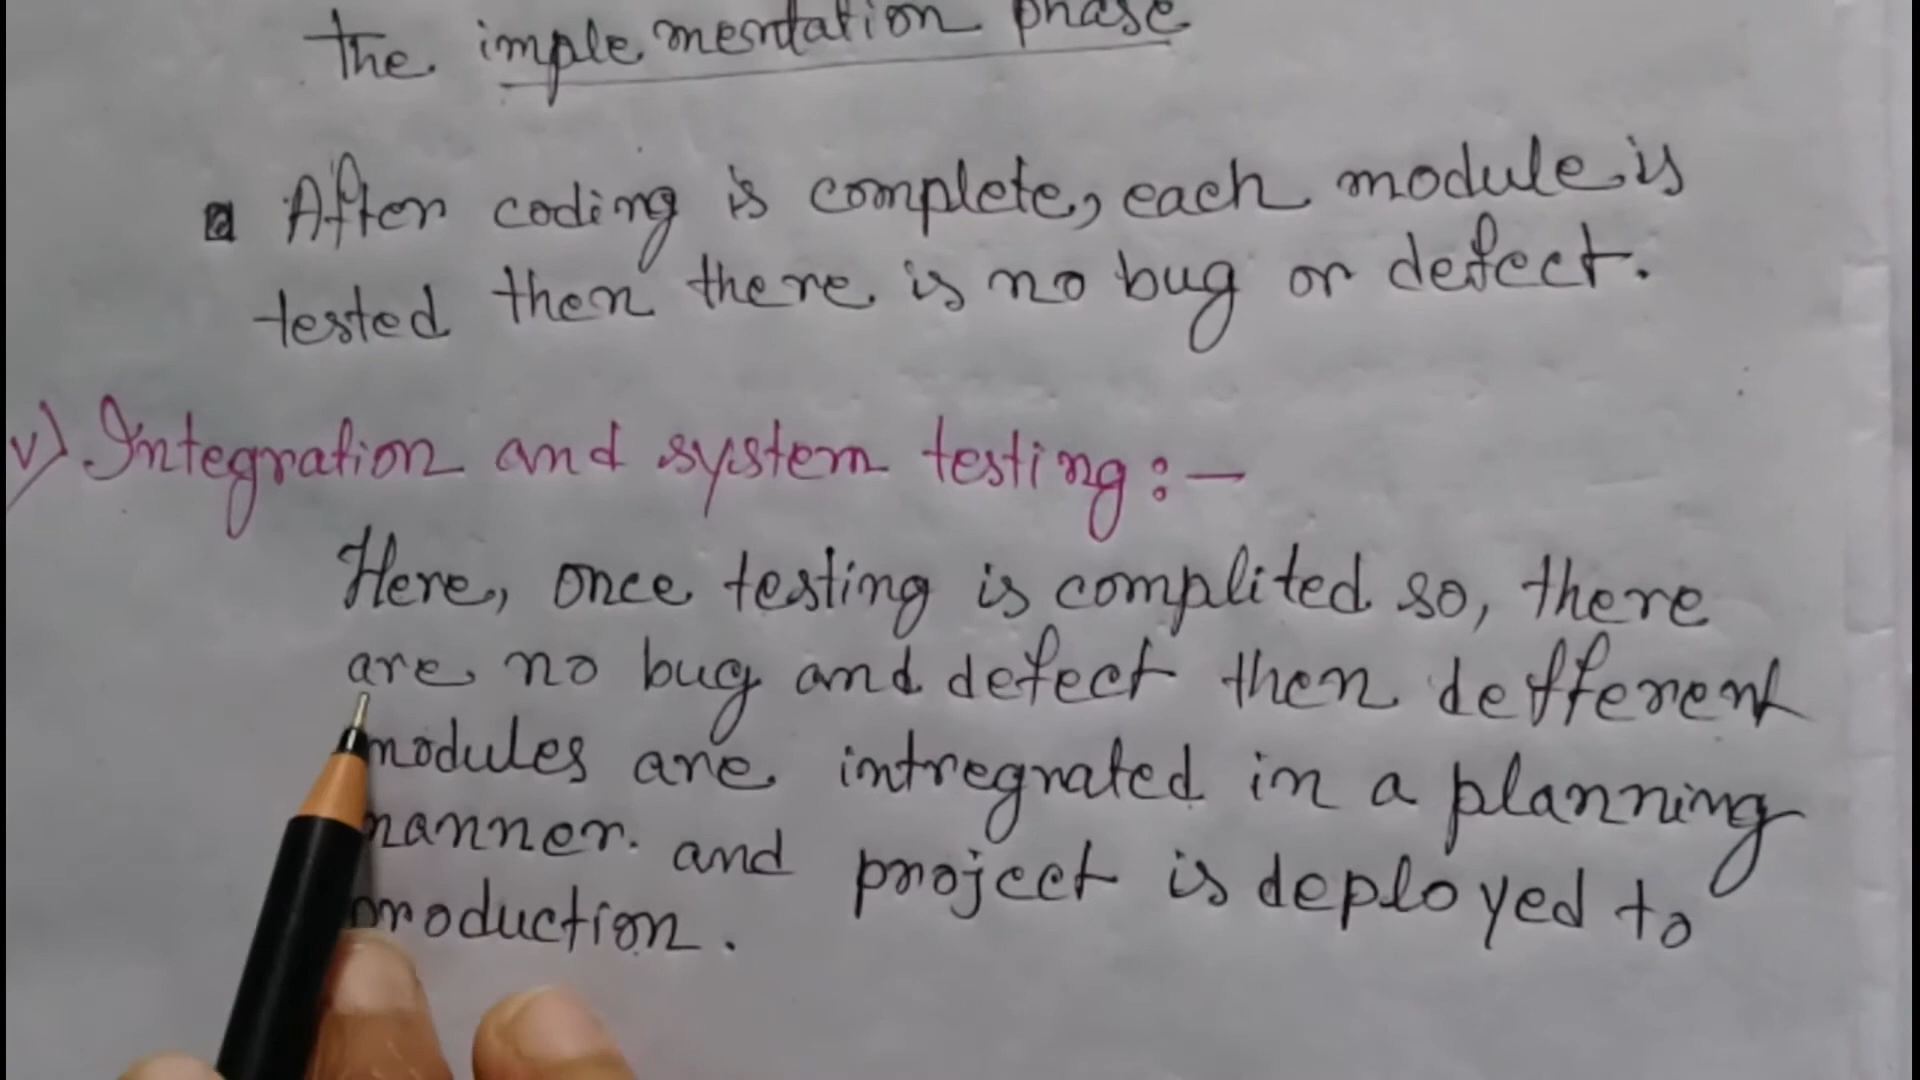 the implementation phase
After coding is complete, each module is
tested then there is no bug or defect.
v) Integration and system testing :-
Here, once testing is complited so, there
are no bug and defect then defferent
modules are intregrated in a planning
manner. and project is deployed to
production.